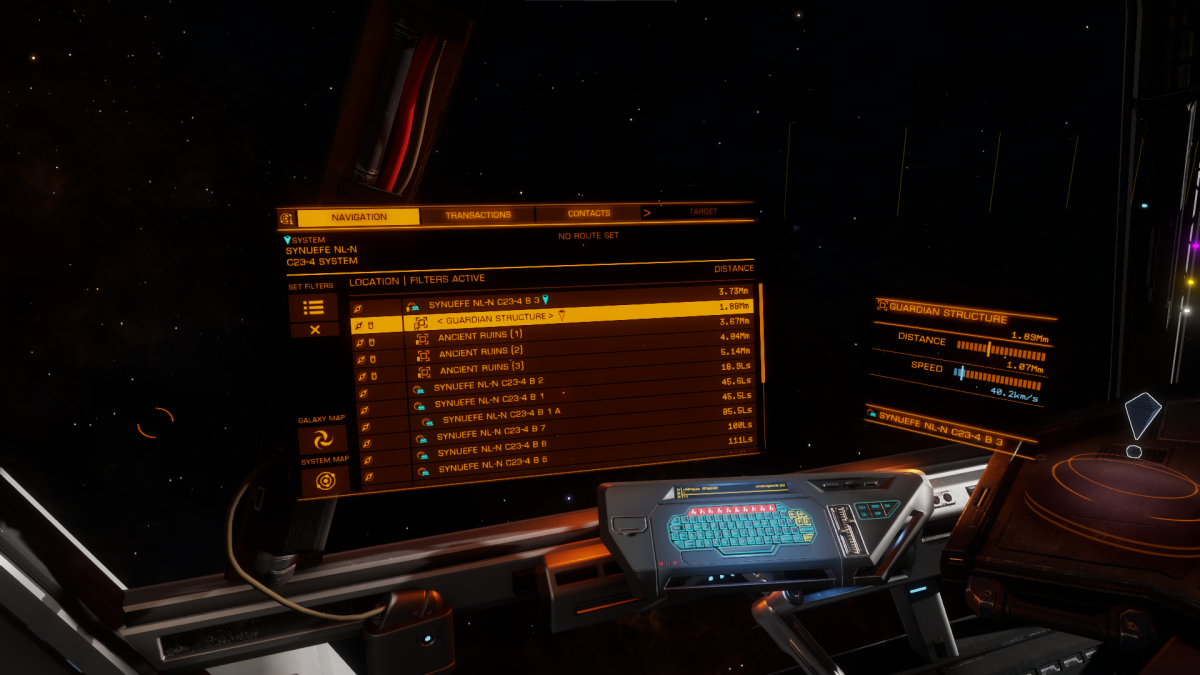 NAVIGATION
TRANSACTIONS
CONTACTS
>
TARGET
SYSTEM
SYNUEFE NL-N
C23-4 SYSTEM
NO ROUTE SET
SET FILTERS
LOCATION | FILTERS ACTIVE
DISTANCE
SYNUEFE NL-N C23-4 B 3 3.73Mm
< GUARDIAN STRUCTURE > 1.88Mm
ANCIENT RUINS (1) 3.67Mm
ANCIENT RUINS (2) 4.84Mm
ANCIENT RUINS (3) 5.14Mm
SYNUEFE NL-N C23-4 B 2 18.9Ls
SYNUEFE NL-N C23-4 B 1 45.6Ls
SYNUEFE NL-N C23-4 B 1 A 45.5Ls
SYNUEFE NL-N C23-4 B 7 85.5Ls
SYNUEFE NL-N C23-4 B 8 100Ls
SYNUEFE NL-N C23-4 B 6 111Ls
GALAXY MAP
SYSTEM MAP
GUARDIAN STRUCTURE
1.89Mm
DISTANCE
1.07Mm
SPEED
40.2km/s
SYNUEFE NL-N C23-4 B 3